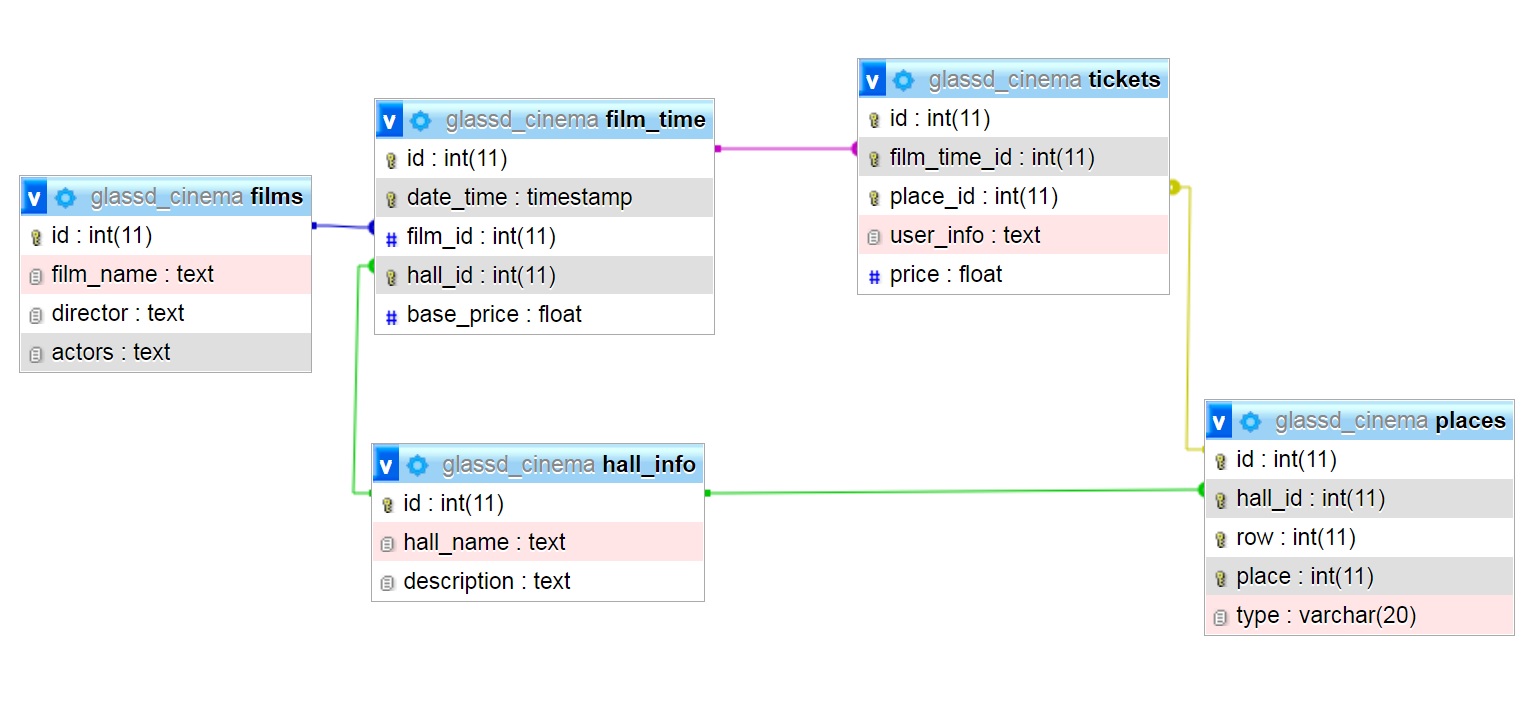 v glassd_cinema films
id : int(11)
film_name : text
director : text
actors : text
v glassd_cinema film_time
id : int(11)
date_time : timestamp
# film_id : int(11)
hall_id : int(11)
# base_price : float
v glassd_cinema hall_info
id : int(11)
hall_name : text
description : text
v glassd_cinema tickets
id : int(11)
film_time_id : int(11)
place_id : int(11)
user_info : text
# price : float
v glassd_cinema places
id : int(11)
hall_id : int(11)
row : int(11)
place : int(11)
type : varchar(20)